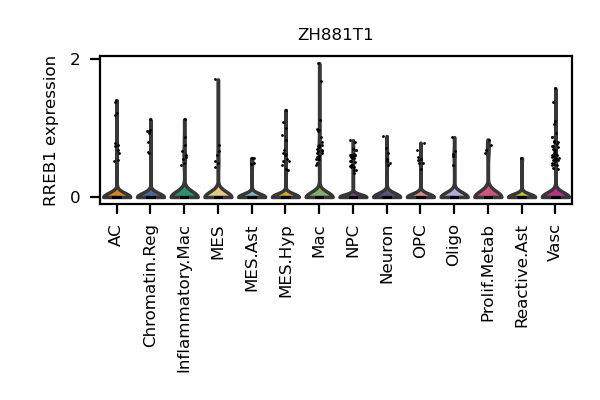 ZH881T1
RREB1 expression
2
0
AC
Chromatin.Reg
Inflammatory.Mac
MES
MES.Ast
MES.Hyp
Mac
NPC
Neuron
OPC
Oligo
Prolif.Metab
Reactive.Ast
Vasc